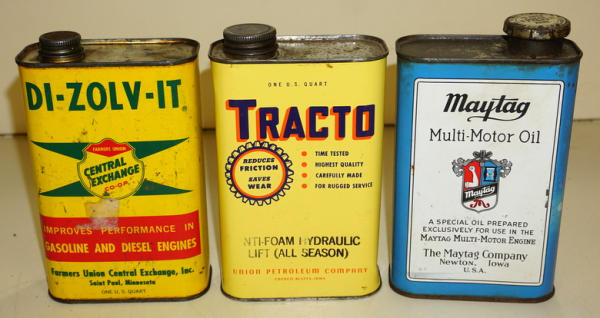 DI-ZOLV-IT
FARMERS UNION
CENTRAL
EXCHANGE
CO-OP
IMPROVES PERFORMANCE IN
GASOLINE AND DIESEL ENGINES
Farmers Union Central Exchange, Inc.
Saint Paul, Minnesota
ONE U.S. QUART
ONE U.S. QUART
TRACTO
REDUCES
FRICTION
SAVES
WEAR
• TIME TESTED
• HIGHEST QUALITY
• CAREFULLY MADE
• FOR RUGGED SERVICE
NTI-FOAM HYDRAULIC
LIFT (ALL SEASON)
UNION PETROLEUM COMPANY
Maytag
Multi-Motor Oil
Maytag
A SPECIAL OIL PREPARED
EXCLUSIVELY FOR USE IN THE
MAYTAG MULTI-MOTOR ENGINE
The Maytag Company
Newton, Iowa
U.S.A.